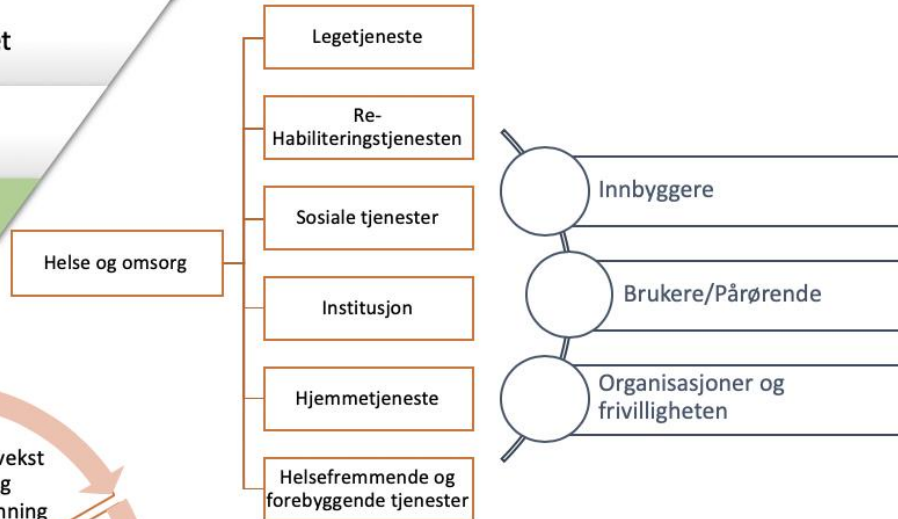 t
Legetjeneste
Re-
Habiliteringstjenesten
Sosiale tjenester
Helse og omsorg
Institusjon
Hjemmetjeneste
Helsefremmende og
forebyggende tjenester
Innbyggere
Brukere/Pårørende
Organisasjoner og
frivilligheten
vekst
g
nning